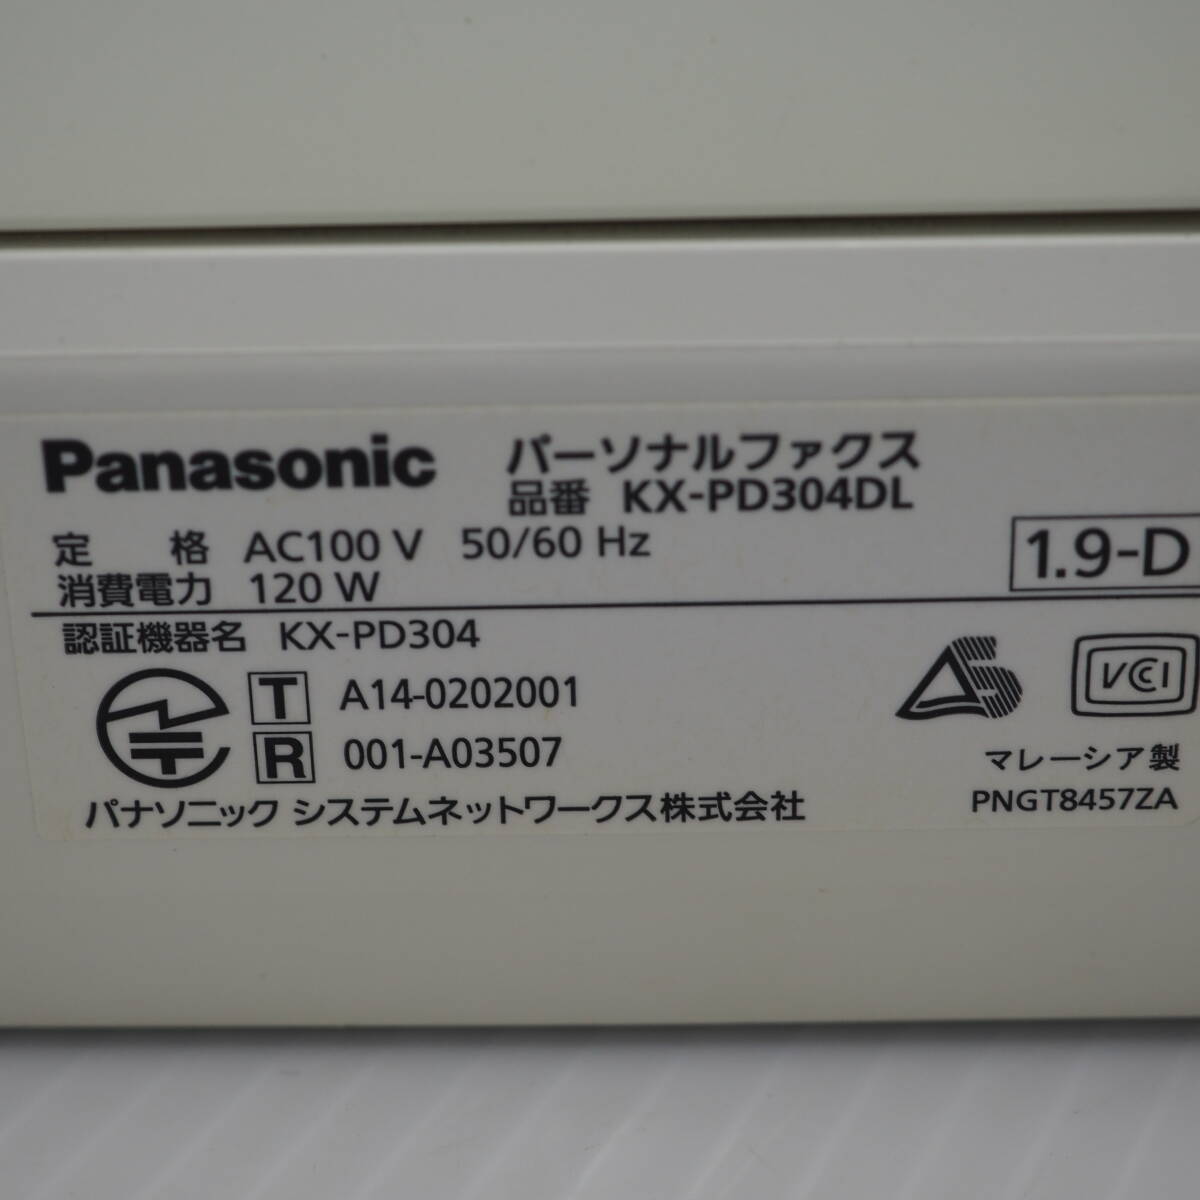 Panasonic パーソナルファクス
品番 KX-PD304DL
定格 AC100 V 50/60 Hz
1.9-D
消費電力 120 W
認証機器名 KX-PD304
T A14-0202001
R 001-A03507
VCCI
マレーシア製
パナソニック システムネットワークス株式会社
PNGT8457ZA